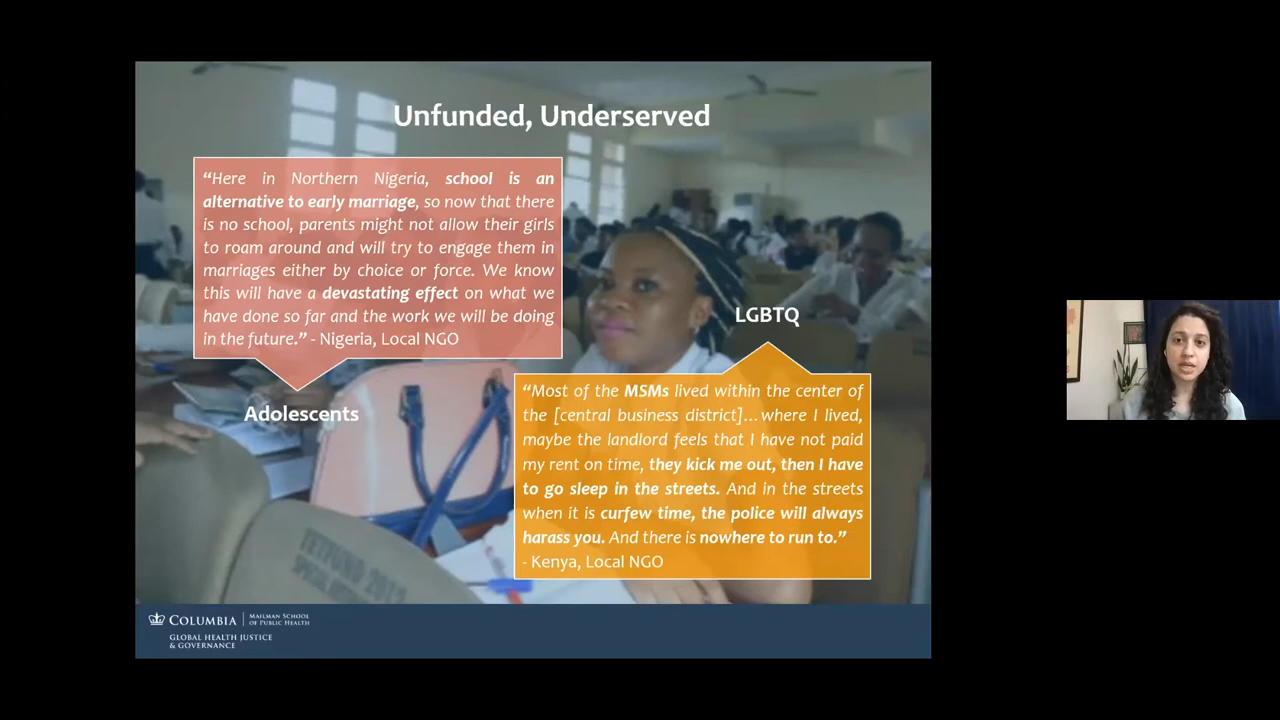 Unfunded, Underserved
“Here in Northern Nigeria, school is an
alternative to early marriage, so now that there
is no school, parents might not allow their girls
to roam around and will try to engage them in
marriages either by choice or force. We know
this will have a devastating effect on what we
have done so far and the work we will be doing
in the future.” - Nigeria, Local NGO
Adolescents
LGBTQ
“Most of the MSMs lived within the center of
the [central business district]…where I lived,
maybe the landlord feels that I have not paid
my rent on time, they kick me out, then I have
to go sleep in the streets. And in the streets
when it is curfew time, the police will always
harass you. And there is nowhere to run to.”
- Kenya, Local NGO
TETFUND 2012
SPECIAL
COLUMBIA
MAILMAN SCHOOL
OF PUBLIC HEALTH
GLOBAL HEALTH JUSTICE
& GOVERNANCE